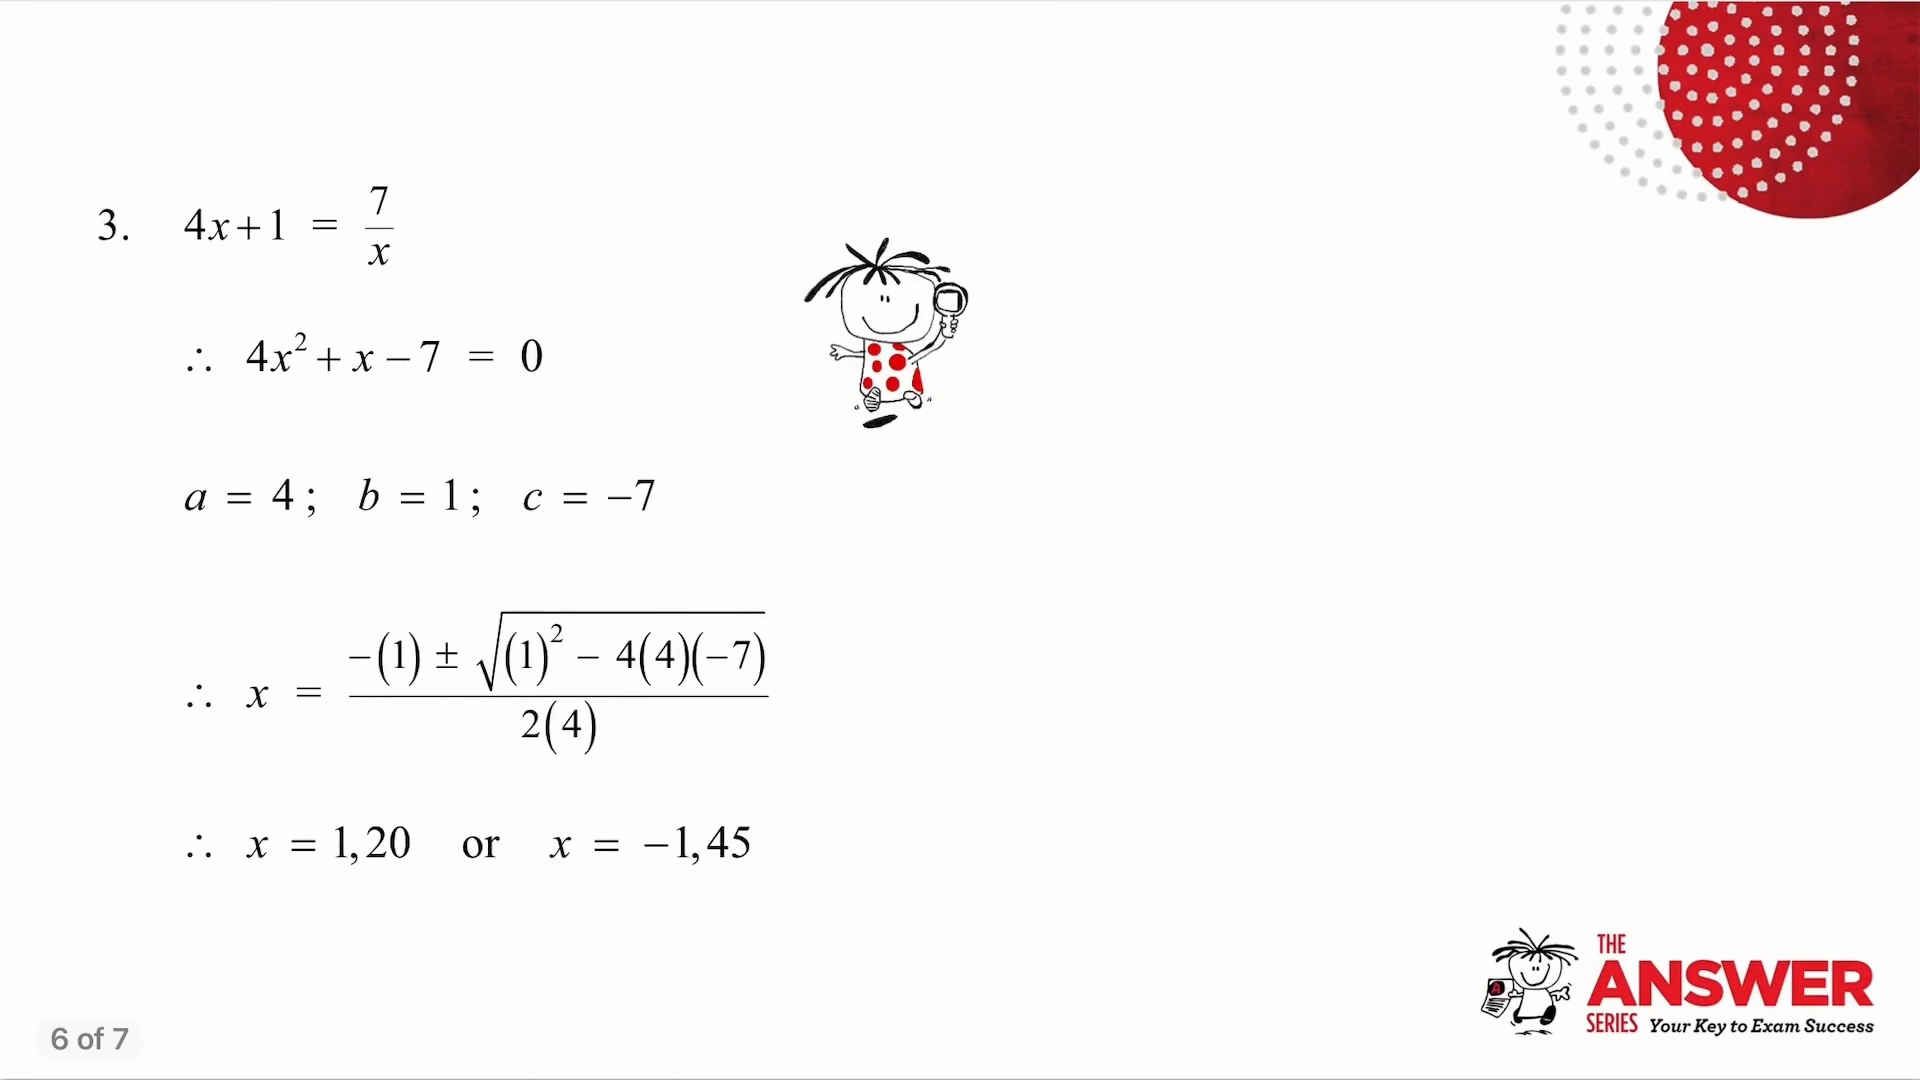 3. 4x + 1 = 7/x
∴ 4x² + x − 7 = 0
a = 4 ; b = 1 ; c = −7
∴ x = (−(1) ± √((1)² − 4(4)(−7))) / 2(4)
∴ x = 1,20 or x = −1,45
THE
ANSWER
SERIES Your Key to Exam Success
A
6 of 7